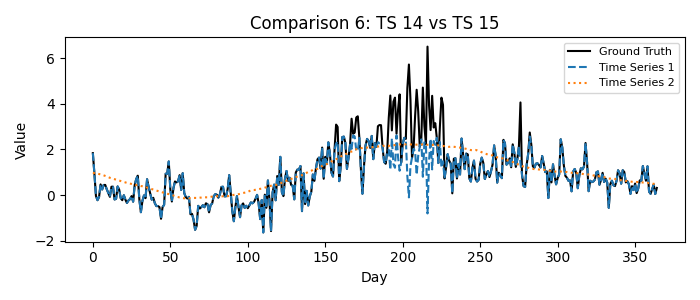 Comparison 6: TS 14 vs TS 15
Ground Truth
Time Series 1
Time Series 2
Value
6
4
2
0
−2
0 50 100 150 200 250 300 350
Day